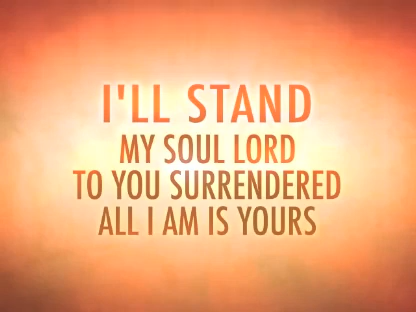 I'LL STAND
MY SOUL LORD
TO YOU SURRENDERED
ALL I AM IS YOURS